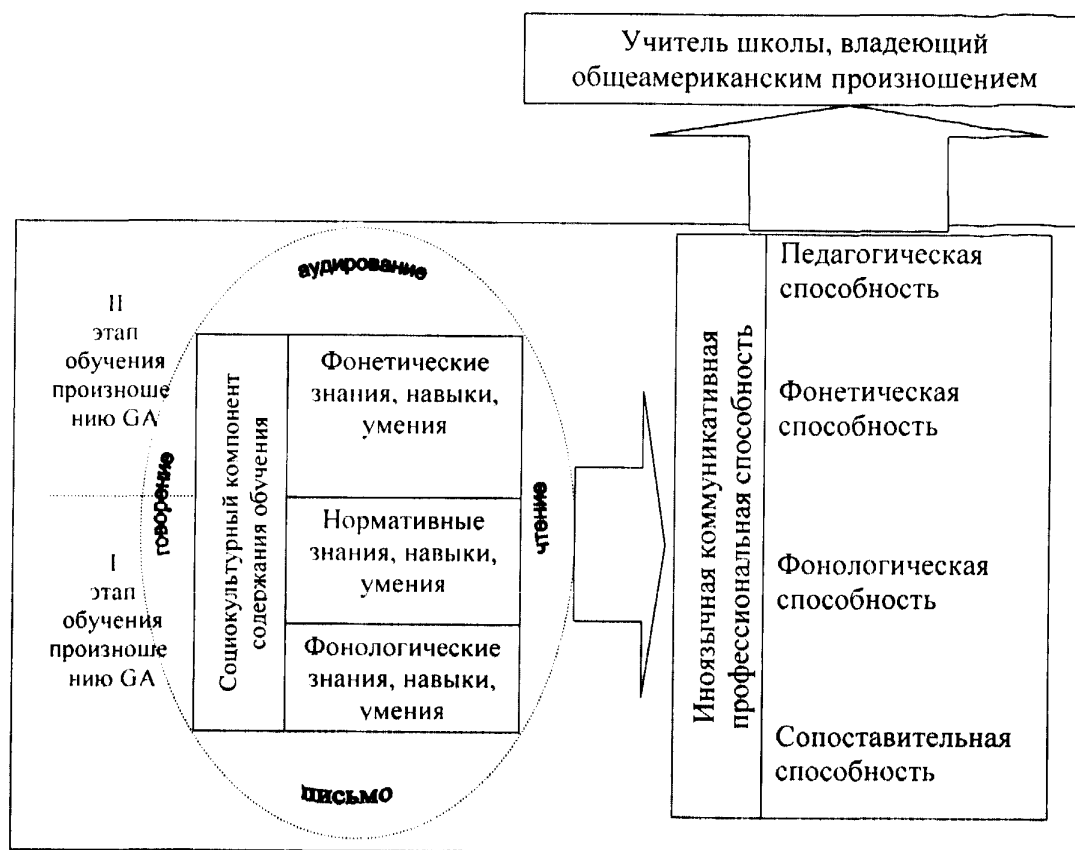 Учитель школы, владеющий
общеамериканским произношением
аудирование
II
этап
обучения
произноше
нию GA
I
этап
обучения
произноше
нию GA
говорение
Социокультурный компонент
содержания обучения
Фонетические
знания, навыки,
умения
Нормативные
знания, навыки,
умения
Фонологические
знания, навыки,
умения
чтение
письмо
Иноязычная коммуникативная
профессиональная способность
Педагогическая
способность
Фонетическая
способность
Фонологическая
способность
Сопоставительная
способность